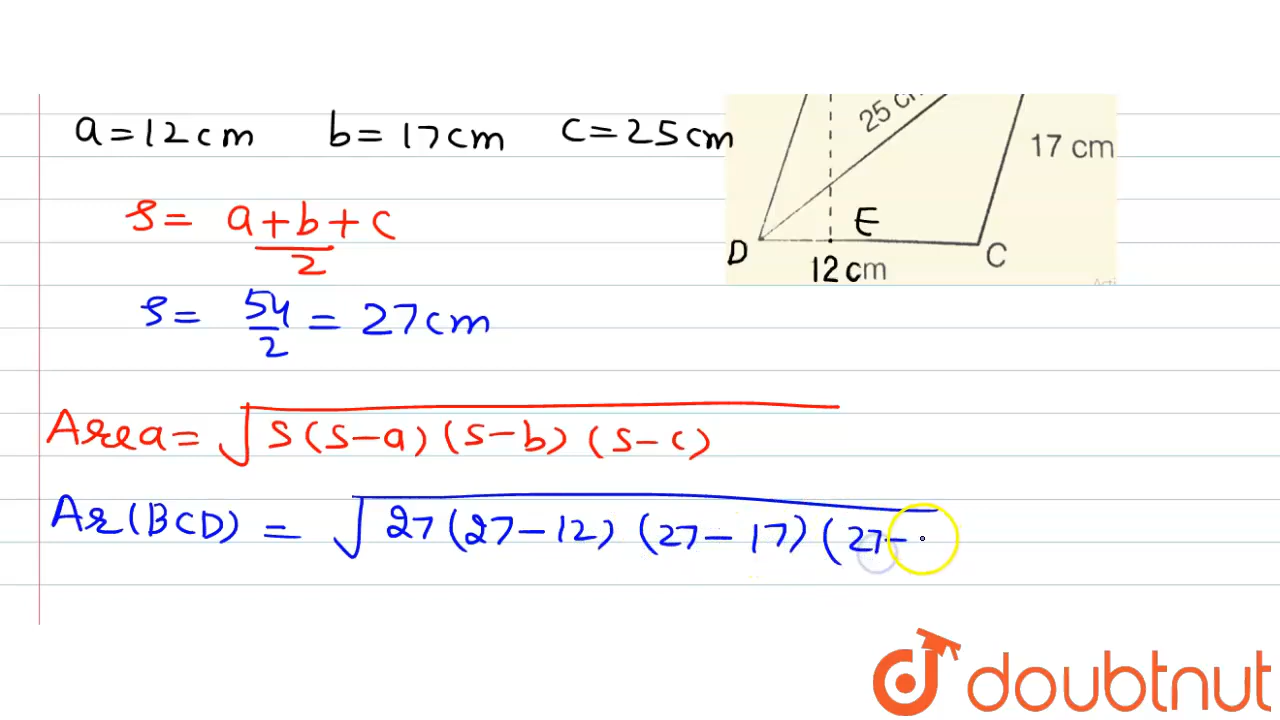 a = 12 cm b = 17 cm c = 25 cm
25 cm
17 cm
s = a + b + c
2
D E C
12 cm
s = 54/2 = 27 cm
Area = √s(s-a)(s-b)(s-c)
Ar(BCD) = √27(27-12)(27-17)(27-
doubtnut